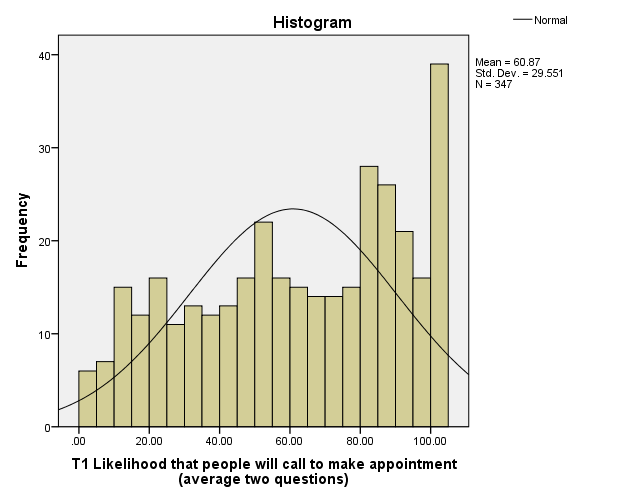 Histogram
Normal
Mean = 60.87
Std. Dev. = 29.551
N = 347
Frequency
40
30
20
10
0
.00 20.00 40.00 60.00 80.00 100.00
T1 Likelihood that people will call to make appointment
(average two questions)